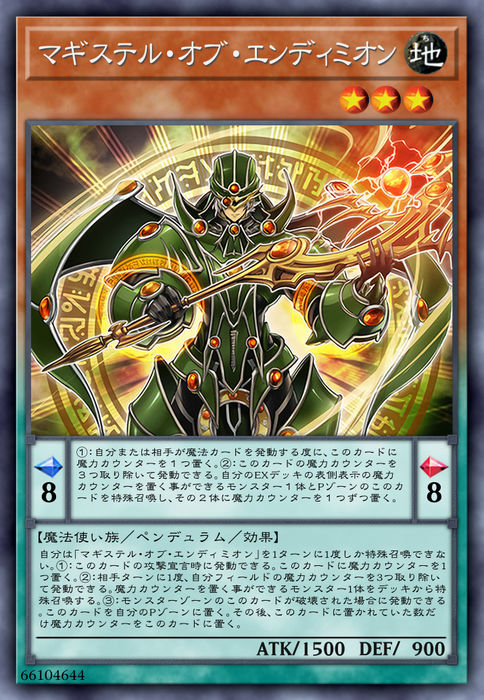 マギステル・オブ・エンディミオン
地
ち
①:自分または相手が魔法カードを発動する度に、このカードに
魔力カウンターを1つ置く。②:このカードの魔力カウンターを
3つ取り除いて発動できる。自分のEXデッキの表側表示の魔力
カウンターを置く事ができるモンスター1体とPゾーンのこのカー
ドを特殊召喚し、その2体に魔力カウンターを1つずつ置く。
8
8
【魔法使い族/ペンデュラム/効果】
自分は「マギステル・オブ・エンディミオン」を1ターンに1度しか特殊召喚できな
い。①:このカードの攻撃宣言時に発動できる。このカードに魔力カウンターを1
つ置く。②:相手ターンに1度、自分フィールドの魔力カウンターを3つ取り除い
て発動できる。魔力カウンターを置く事ができるモンスター1体をデッキから特
殊召喚する。③:モンスターゾーンのこのカードが破壊された場合に発動できる
。このカードを自分のPゾーンに置く。その後、このカードに置かれていた数だ
け魔力カウンターをこのカードに置く。
ATK/1500 DEF/ 900
66104644